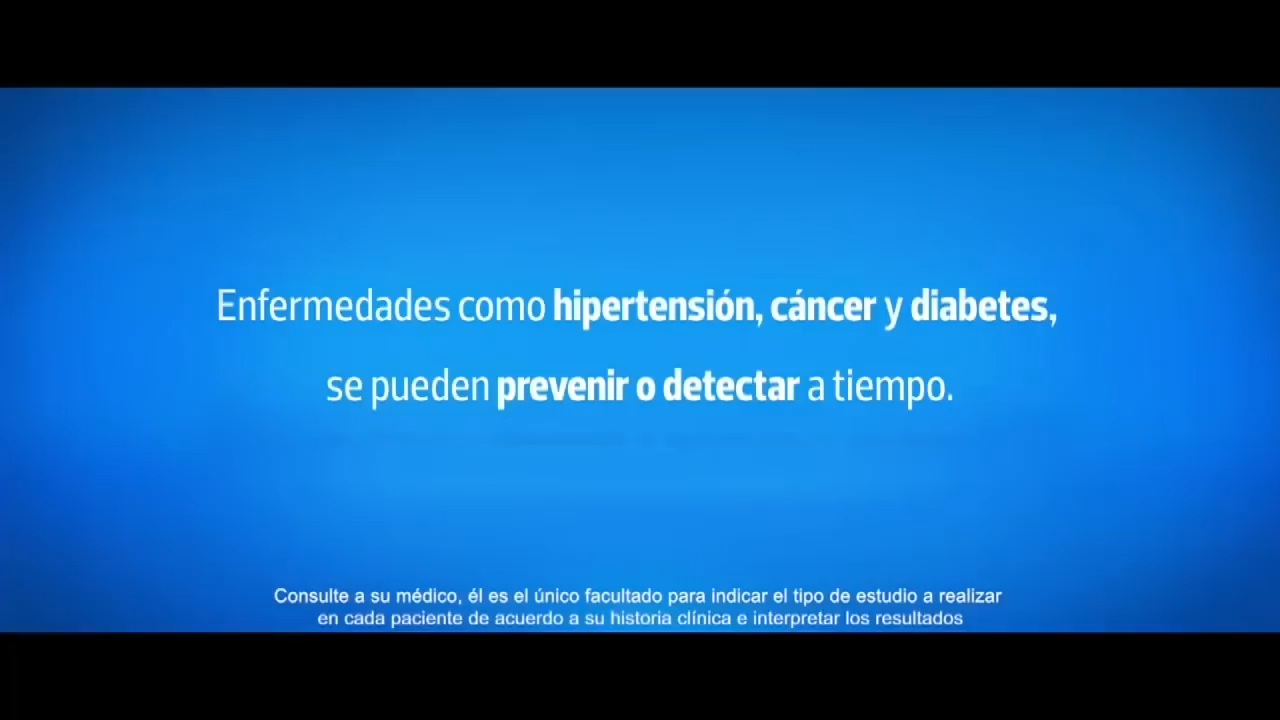 Enfermedades como hipertensión, cáncer y diabetes,
se pueden prevenir o detectar a tiempo.
Consulte a su médico, él es el único facultado para indicar el tipo de estudio a realizar
en cada paciente de acuerdo a su historia clínica e interpretar los resultados